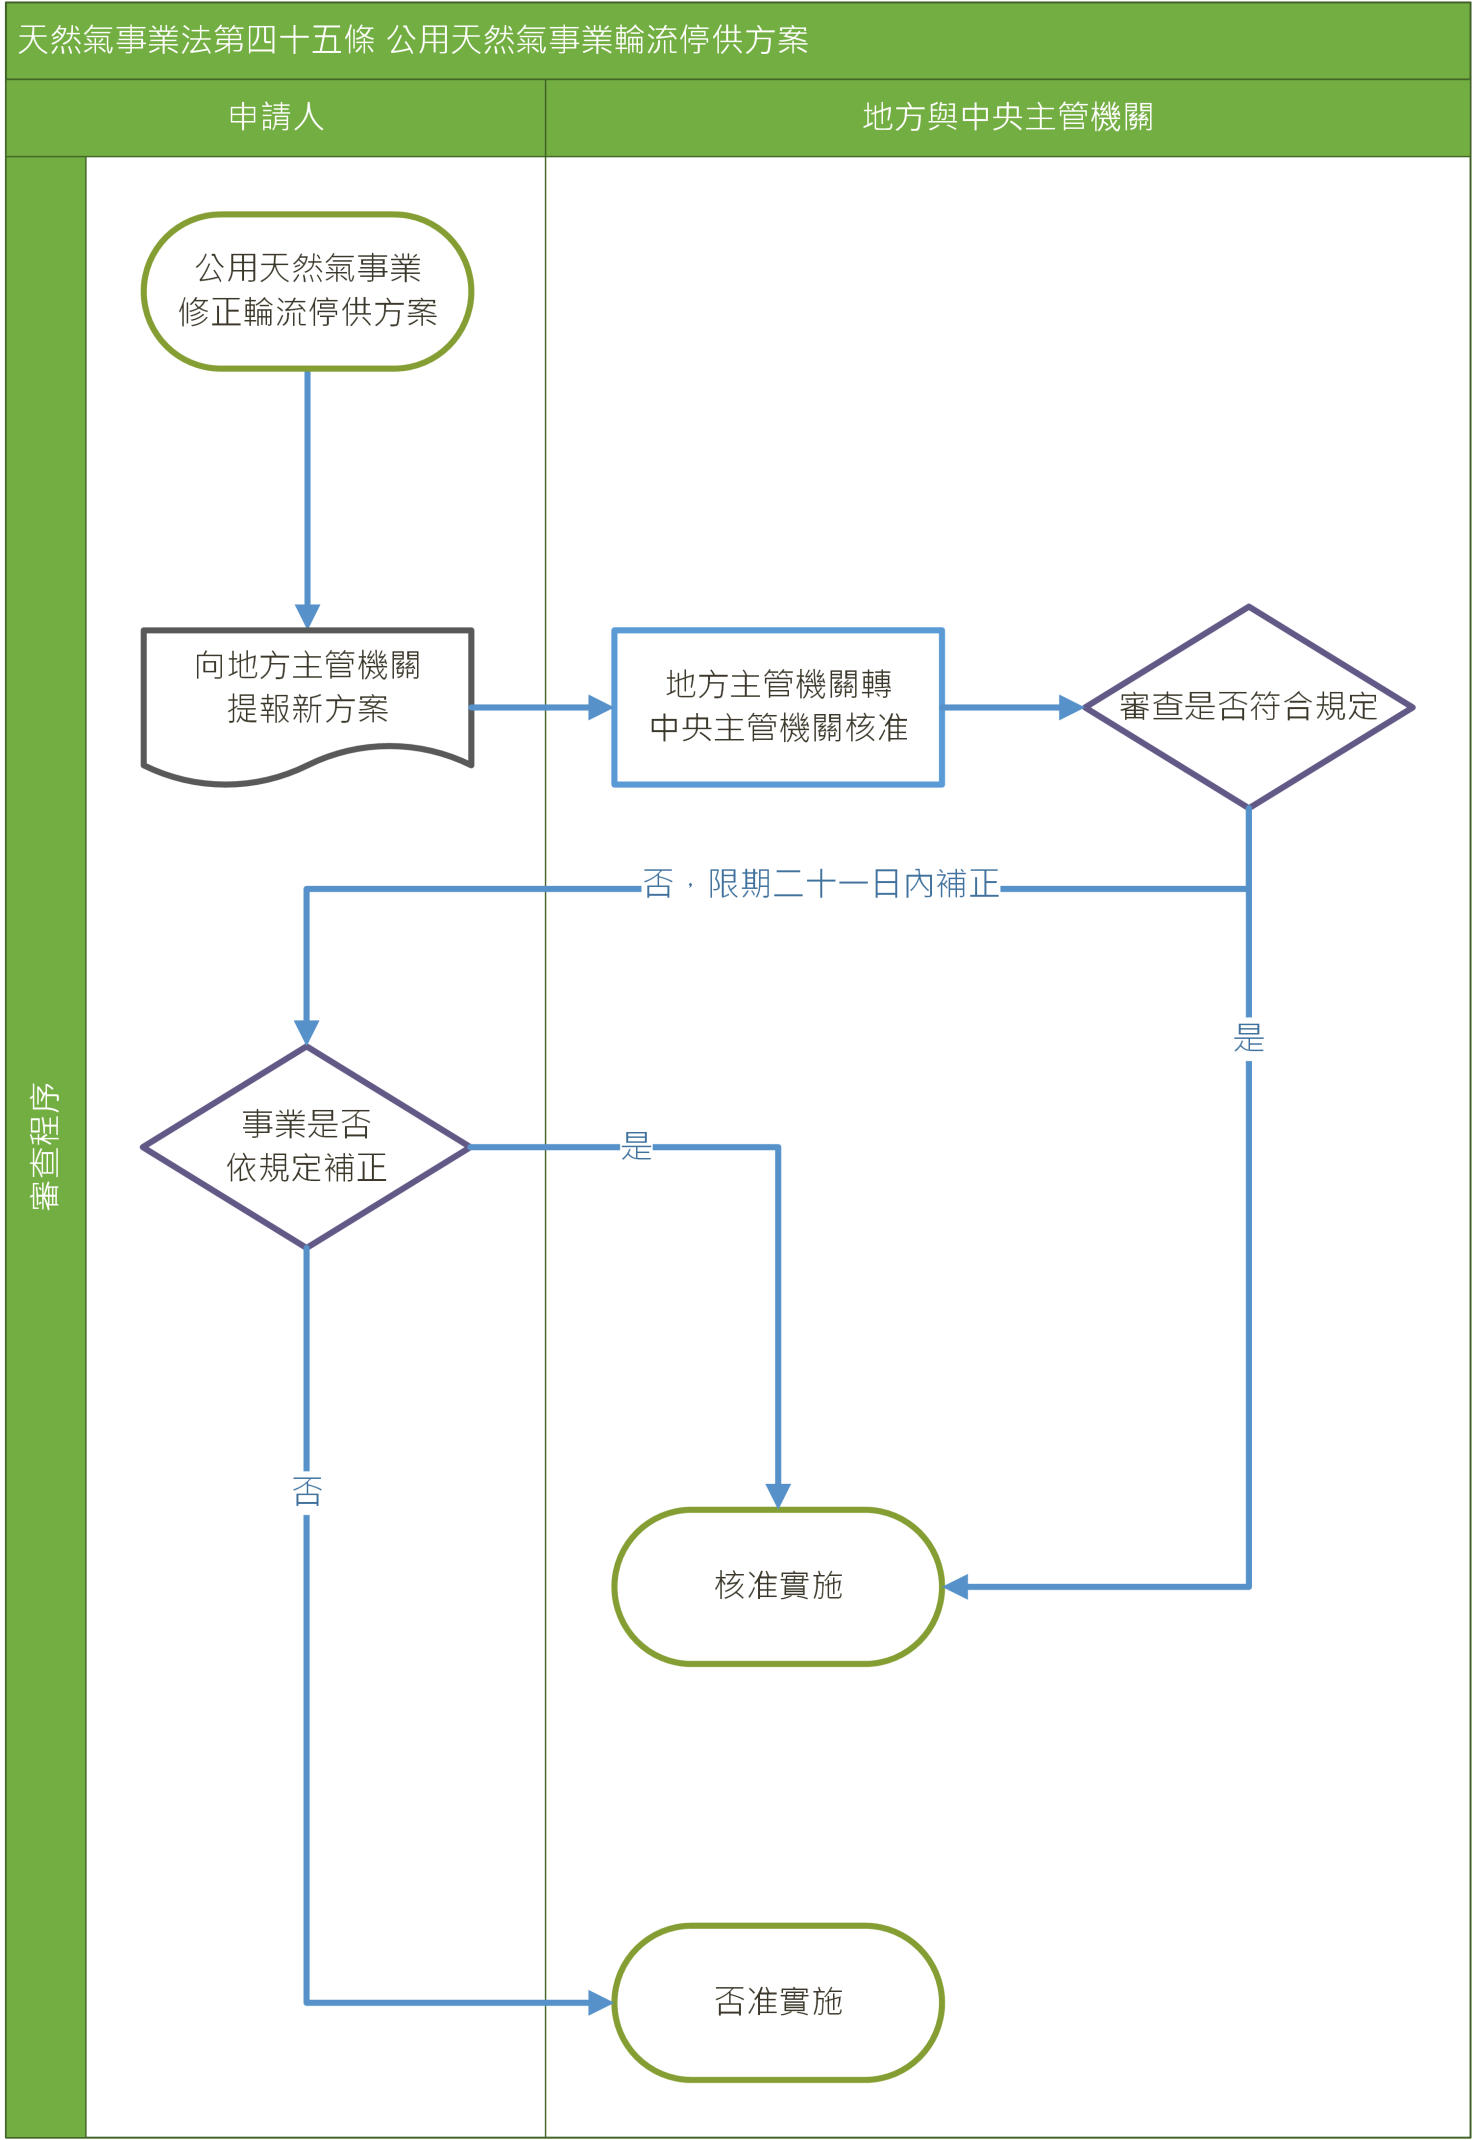 天然氣事業法第四十五條 公用天然氣事業輪流停供方案
申請人
地方與中央主管機關
審查程序
公用天然氣事業
修正輪流停供方案
向地方主管機關
提報新方案
地方主管機關轉
中央主管機關核准
審查是否符合規定
否，限期二十一日內補正
是
事業是否
依規定補正
是
否
核准實施
否准實施